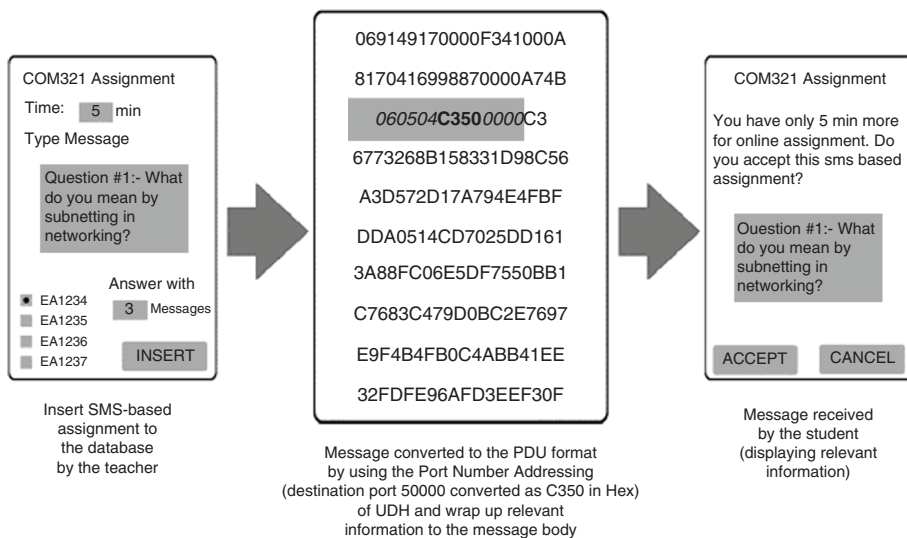 COM321 Assignment
Time: 5 min
Type Message
Question #1:- What
do you mean by
subnetting in
networking?
Answer with
3 Messages
EA1234
EA1235
EA1236
EA1237
INSERT
Insert SMS-based
assignment to
the database
by the teacher
069149170000F341000A
8170416998870000A74B
060504C3500000C3
6773268B158331D98C56
A3D572D17A794E4FBF
DDA0514CD7025DD161
3A88FC06E5DF7550BB1
C7683C479D0BC2E7697
E9F4B4FB0C4ABB41EE
32FDFE96AFD3EEF30F
Message converted to the PDU format
by using the Port Number Addressing
(destination port 50000 converted as C350 in Hex)
of UDH and wrap up relevant
information to the message body
COM321 Assignment
You have only 5 min more
for online assignment. Do
you accept this sms based
assignment?
Ouestion #1:- What
do you mean by
subnetting in
networking?
ACCEPT CANCEL
Message received
by the student
(displaying relevant
information)